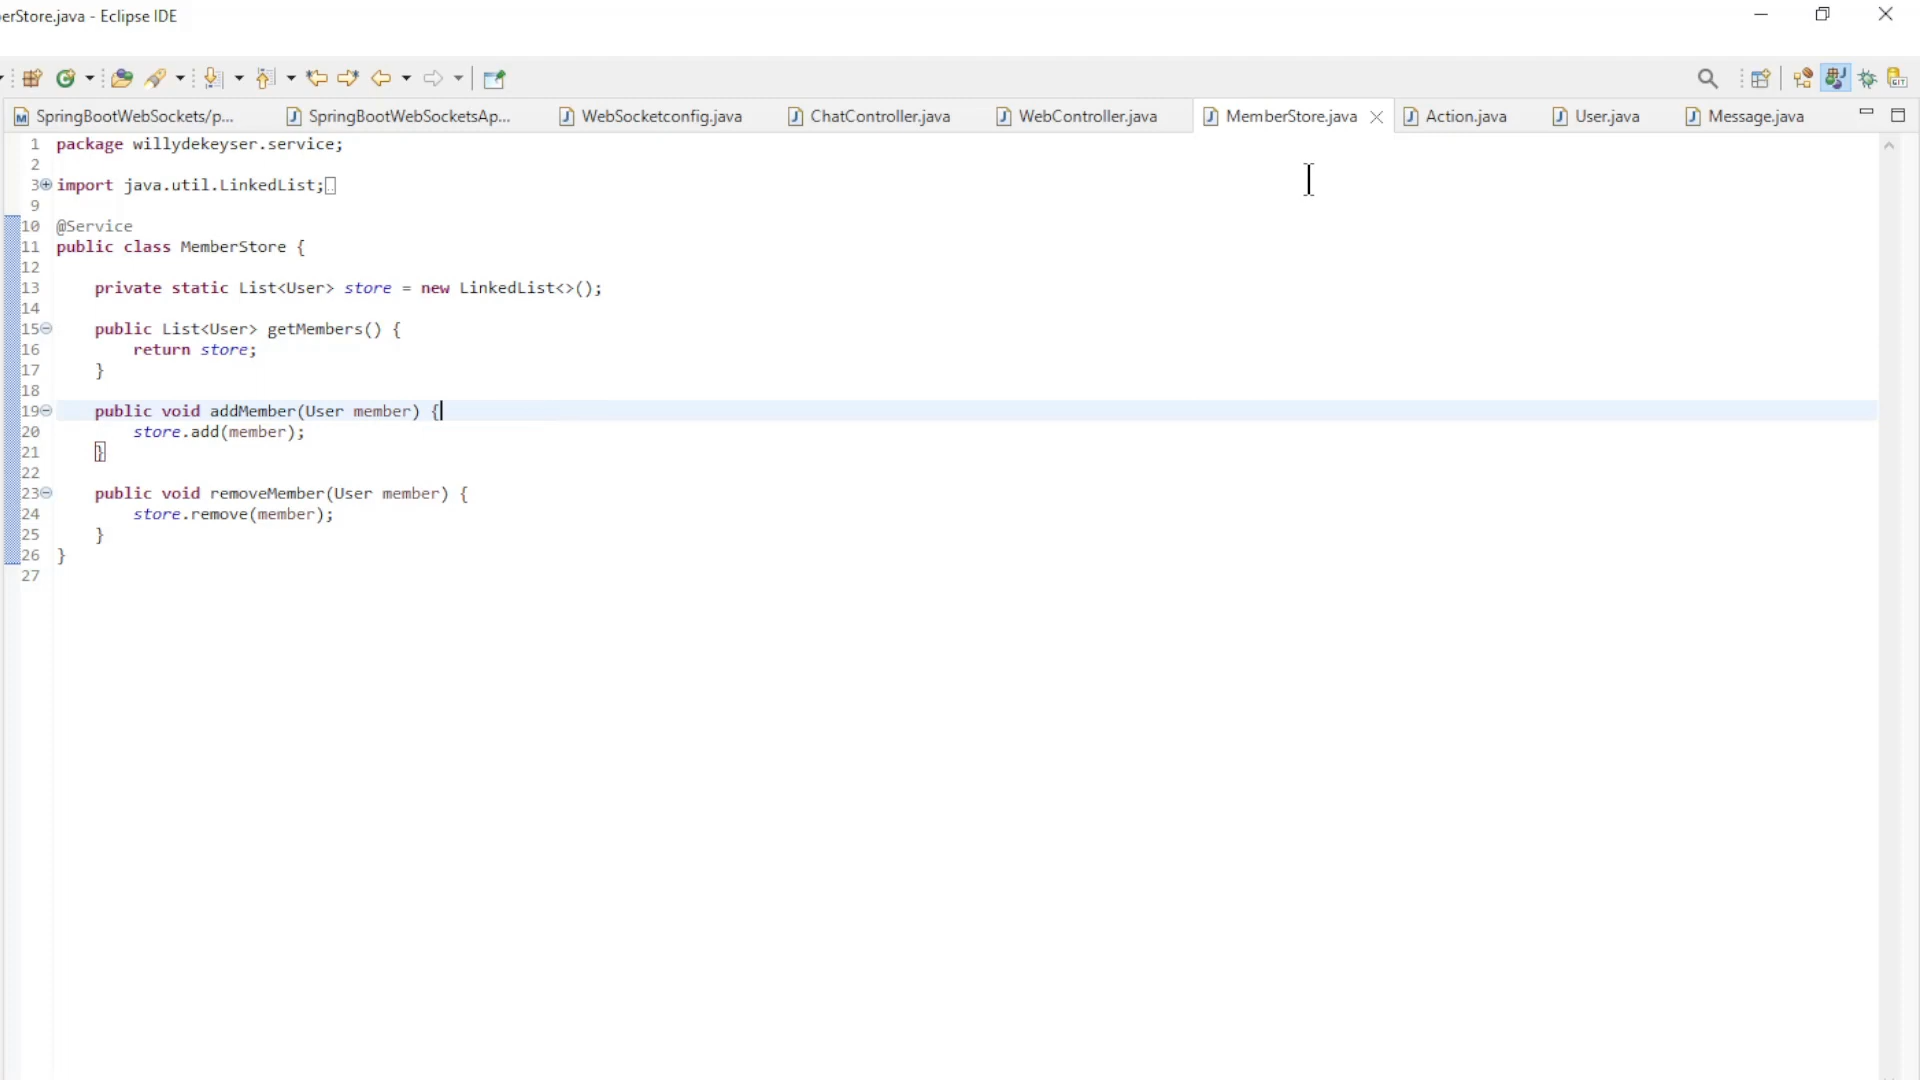 erStore.java - Eclipse IDE
SpringBootWebSockets/p... SpringBootWebSocketsAp... WebSocketconfig.java ChatController.java WebController.java MemberStore.java Action.java User.java Message.java
1 package willydekeyser.service;
2
3 import java.util.LinkedList;
9
10 @Service
11 public class MemberStore {
12
13 private static List<User> store = new LinkedList<>();
14
15 public List<User> getMembers() {
16 return store;
17 }
18
19 public void addMember(User member) {
20 store.add(member);
21 }
22
23 public void removeMember(User member) {
24 store.remove(member);
25 }
26 }
27